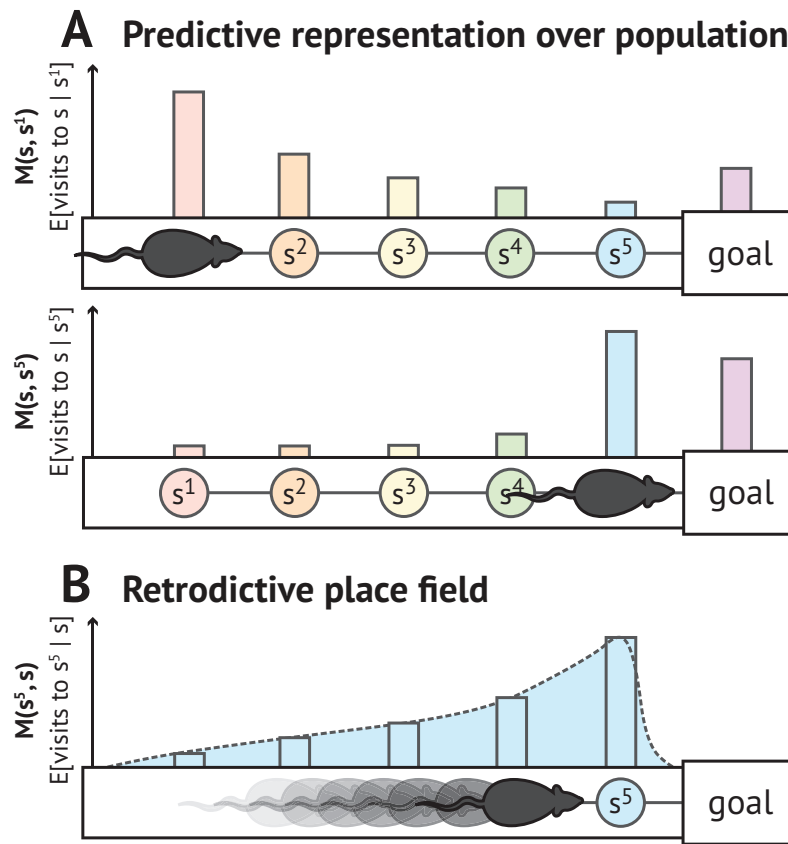 A Predictive representation over population
M(s, s¹)
E[visits to s | s¹]
s² s³ s⁴ s⁵ goal
M(s, s⁵)
E[visits to s | s⁵]
s¹ s² s³ s⁴ goal
B Retrodictive place field
M(s⁵, s)
E[visits to s⁵ | s]
s⁵ goal